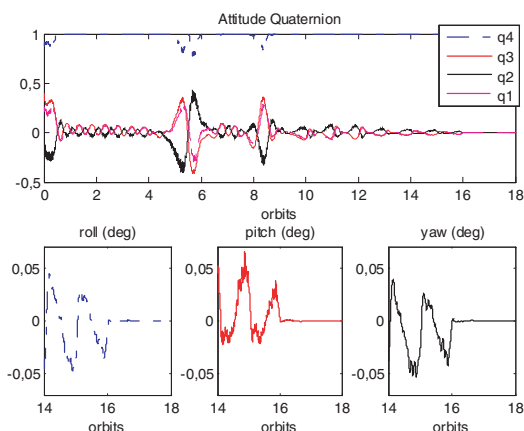 Attitude Quaternion
1
0,5
0
-0,5
0 2 4 6 8 10 12 14 16 18
orbits
q4
q3
q2
q1
roll (deg)
0,05
0
-0,05
14 16 18
orbits
pitch (deg)
0,05
0
-0,05
14 16 18
orbits
yaw (deg)
0,05
0
-0,05
14 16 18
orbits